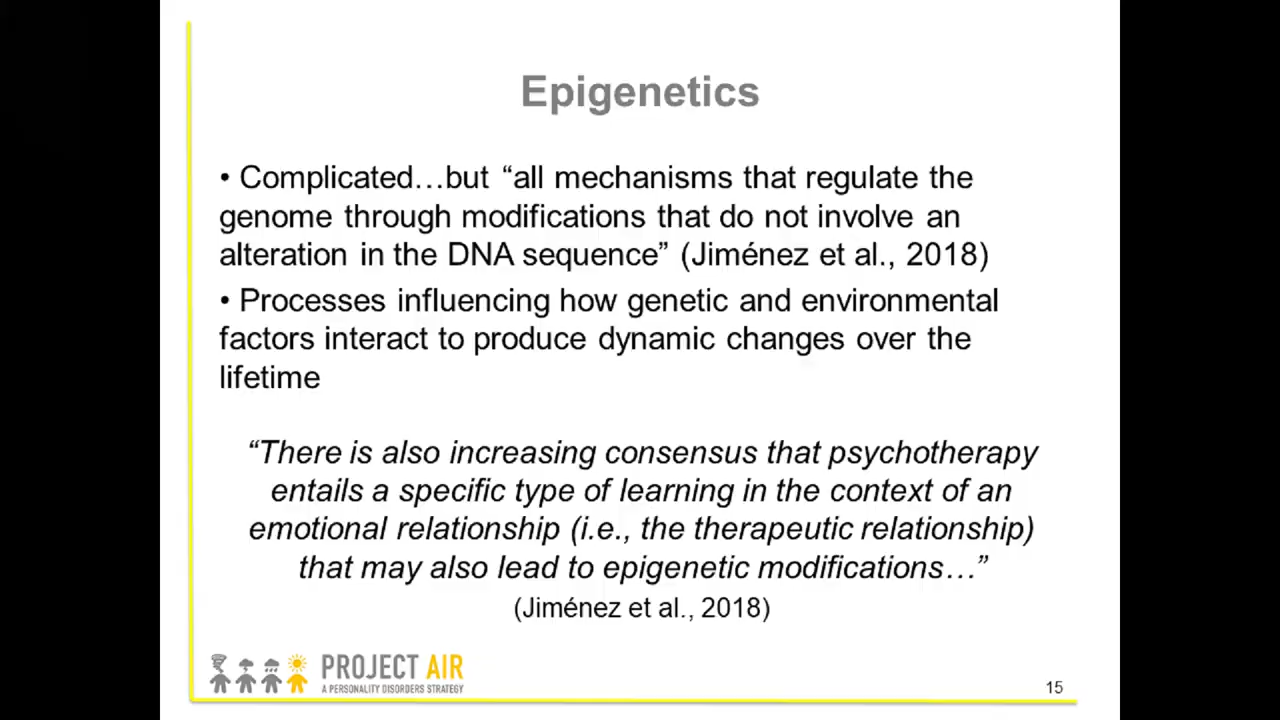 Epigenetics
• Complicated…but “all mechanisms that regulate the
genome through modifications that do not involve an
alteration in the DNA sequence” (Jiménez et al., 2018)
• Processes influencing how genetic and environmental
factors interact to produce dynamic changes over the
lifetime
“There is also increasing consensus that psychotherapy
entails a specific type of learning in the context of an
emotional relationship (i.e., the therapeutic relationship)
that may also lead to epigenetic modifications…”
(Jiménez et al., 2018)
PROJECT AIR
A PERSONALITY DISORDERS STRATEGY
15